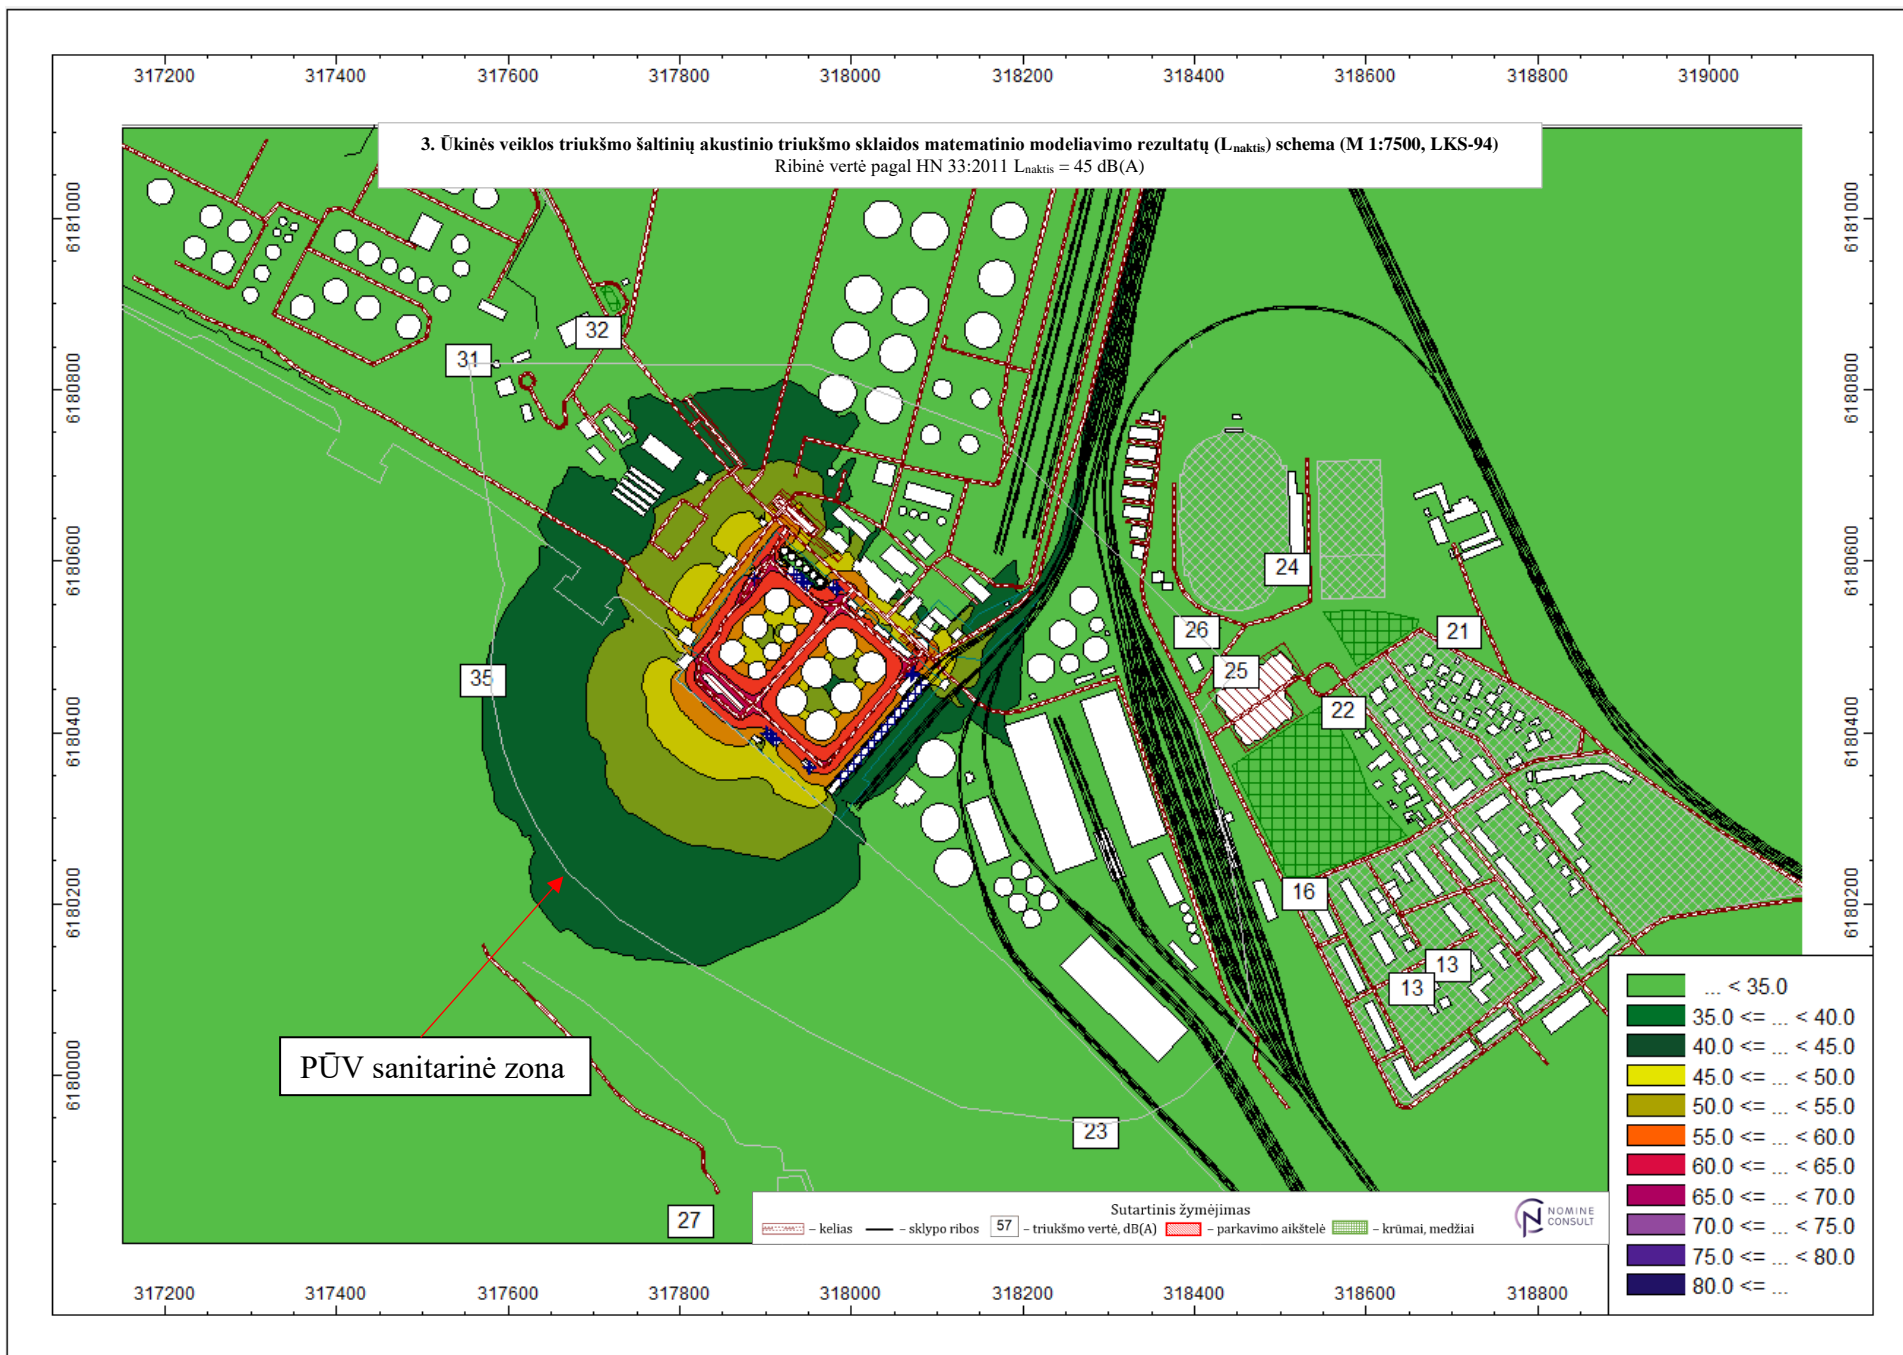 317200 317400 317600 317800 318000 318200 318400 318600 318800 319000
3. Ūkinės veiklos triukšmo šaltinių akustinio triukšmo sklaidos matematinio modeliavimo rezultatų (Lnaktis) schema (M 1:7500, LKS-94)
Ribinė vertė pagal HN 33:2011 Lnaktis = 45 dB(A)
6181000
6181000
32
31
6180800
6180800
6180600
6180600
24
26
21
25
35
22
6180400
6180400
16
6180200
6180200
13
13
PŪV sanitarinė zona
6180000
23
27
... < 35.0
35.0 <= ... < 40.0
40.0 <= ... < 45.0
45.0 <= ... < 50.0
50.0 <= ... < 55.0
55.0 <= ... < 60.0
60.0 <= ... < 65.0
65.0 <= ... < 70.0
70.0 <= ... < 75.0
75.0 <= ... < 80.0
80.0 <= ...
Sutartinis žymėjimas
– kelias – sklypo ribos 57 – triukšmo vertė, dB(A) – parkavimo aikštelė – krūmai, medžiai
NOMINE
CONSULT
317200 317400 317600 317800 318000 318200 318400 318600 318800